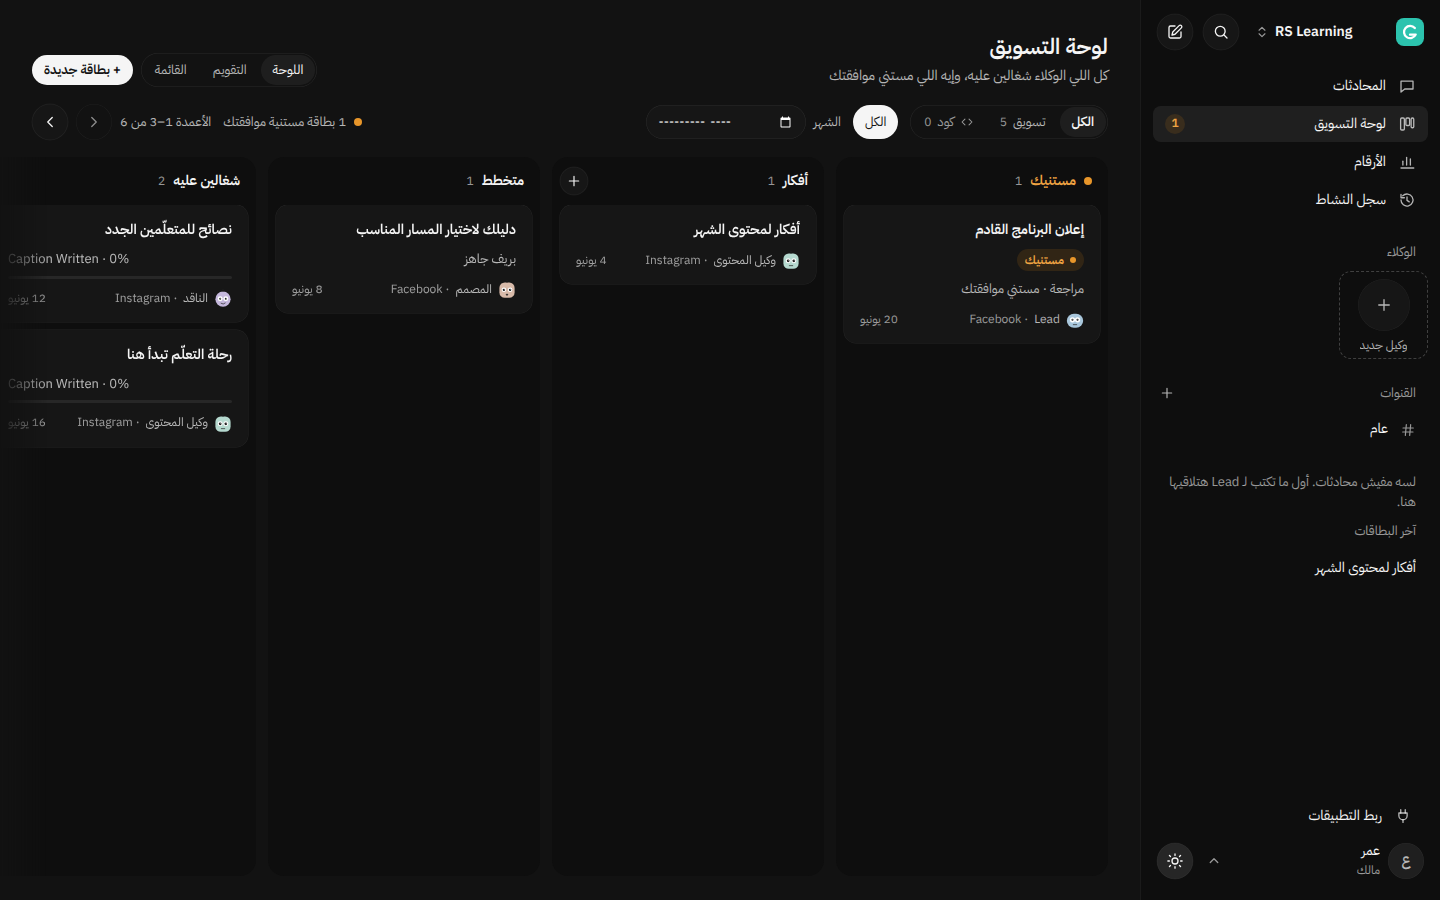 RS Learning
المحادثات
لوحة التسويق 1
الأرقام
سجل النشاط
الوكلاء
وكيل جديد
القنوات
عام
لسه مفيش محادثات. أول ما تكتب لـ Lead هتلاقيها
هنا.
آخر البطاقات
أفكار لمحتوى الشهر
ربط التطبيقات
ع
عمر
مالك
لوحة التسويق
كل اللي الوكلاء شغالين عليه، وإيه اللي مستني موافقتك
اللوحة التقويم القائمة
+ بطاقة جديدة
الكل تسويق 5 كود 0
الكل
الشهر
--------- ----
1 بطاقة مستنية موافقتك
الأعمدة 1–3 من 6
مستنيك 1
إعلان البرنامج القادم
مستنيك
مراجعة · مستني موافقتك
Lead · Facebook 20 يونيو
أفكار 1
أفكار لمحتوى الشهر
وكيل المحتوى · Instagram 4 يونيو
متخطط 1
دليلك لاختيار المسار المناسب
بريف جاهز
المصمم · Facebook 8 يونيو
شغالين عليه 2
نصائح للمتعلّمين الجدد
Caption Written · 0%
الناقد · Instagram 12 يونيو
رحلة التعلّم تبدأ هنا
Caption Written · 0%
وكيل المحتوى · Instagram 16 يونيو